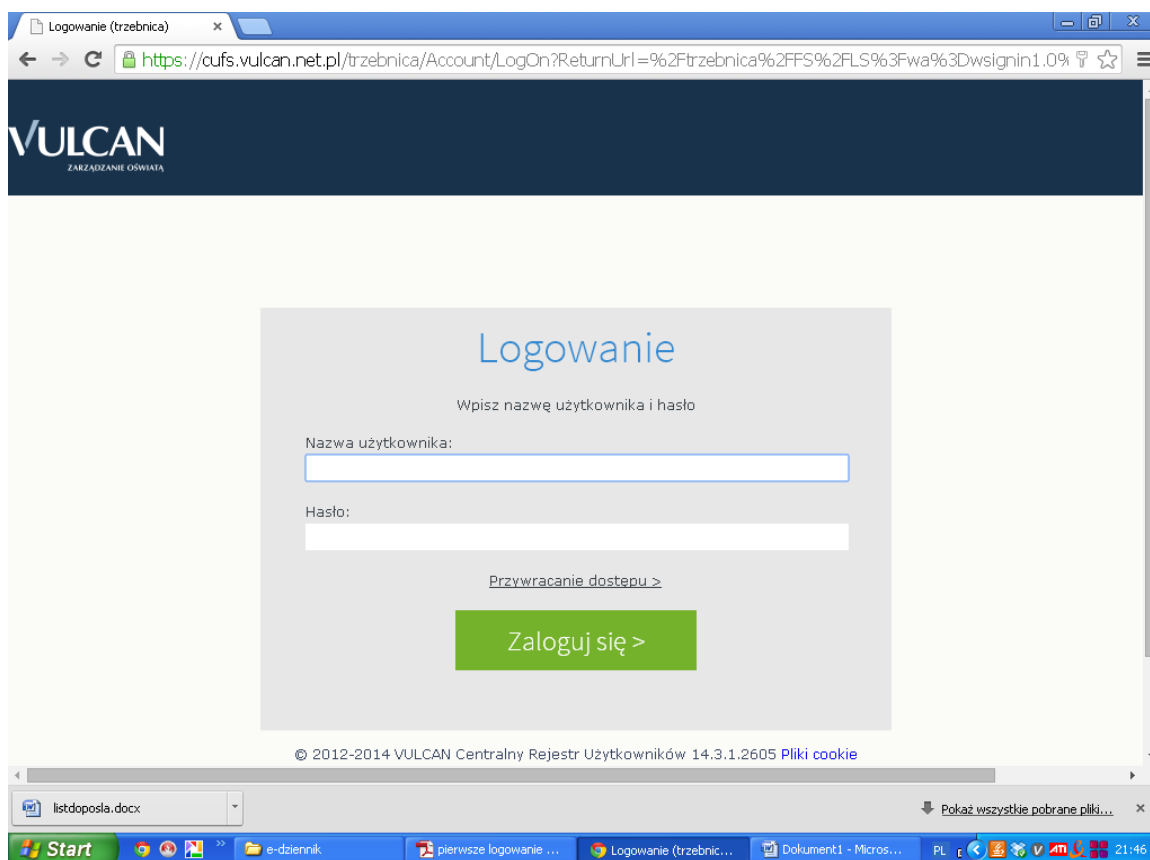 Logowanie (trzebnica)
https://cufs.vulcan.net.pl/trzebnica/Account/LogOn?ReturnUrl=%2Ftrzebnica%2FFS%2FLS%3Fwa%3Dwsignin1.0%
VULCAN
ZARZĄDZANIE OŚWIATĄ
Logowanie
Wpisz nazwę użytkownika i hasło
Nazwa użytkownika:
Hasło:
Przywracanie dostępu >
Zaloguj się >
© 2012-2014 VULCAN Centralny Rejestr Użytkowników 14.3.1.2605 Pliki cookie
listdoposla.docx
Pokaż wszystkie pobrane pliki...
Start
e-dziennik
pierwsze logowanie ...
Logowanie (trzebnic...
Dokument1 - Micros...
PL
21:46